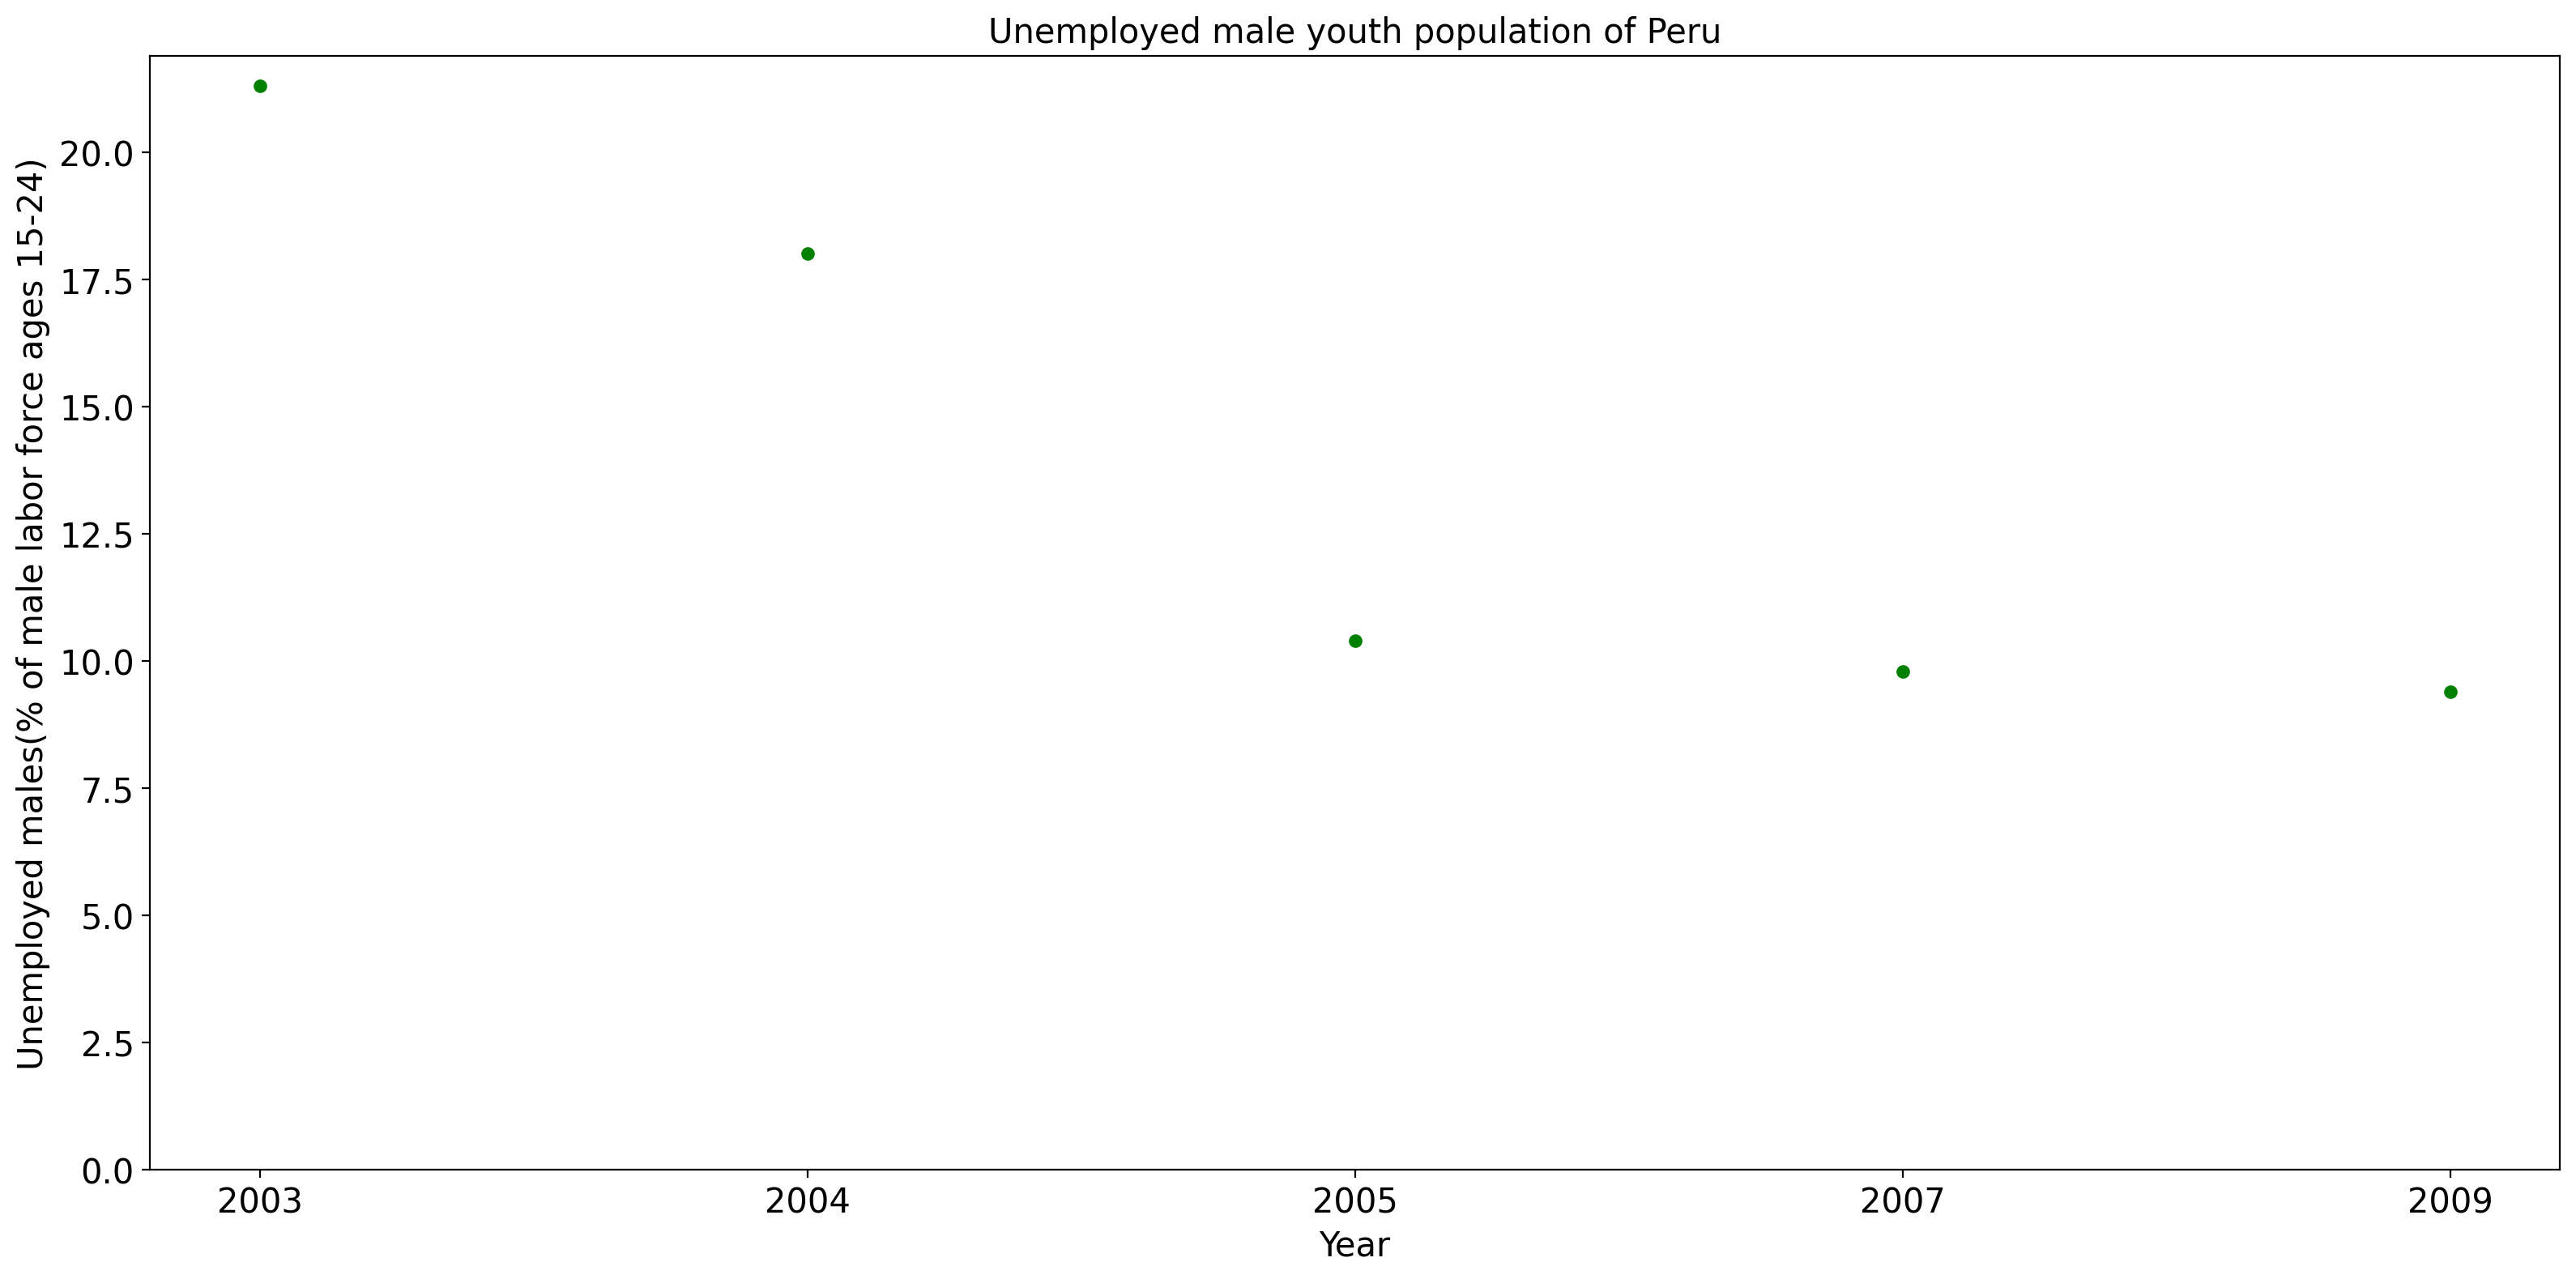 Unemployed male youth population of Peru
Unemployed males(% of male labor force ages 15-24)
20.0
17.5
15.0
12.5
10.0
7.5
5.0
2.5
0.0
2003 2004 2005 2007 2009
Year